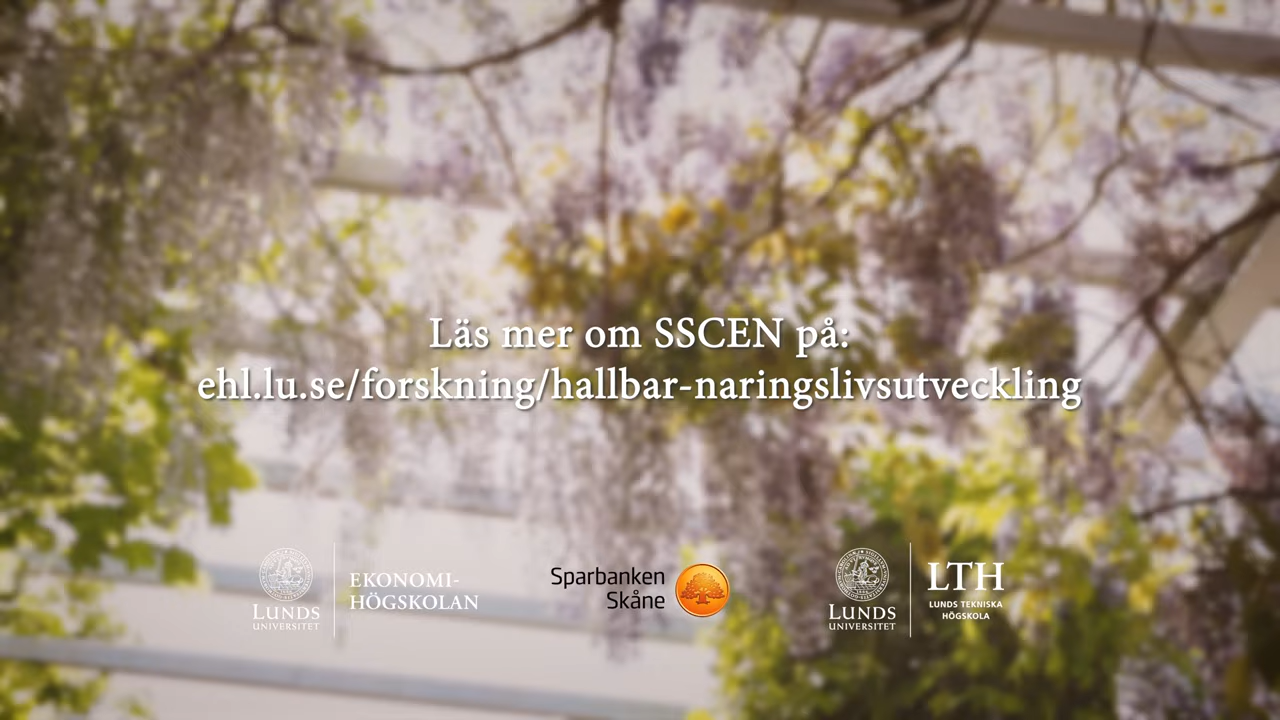 Läs mer om SSCEN på:
ehl.lu.se/forskning/hallbar-naringslivsutveckling
LUNDS
UNIVERSITET
EKONOMI-
HÖGSKOLAN
Sparbanken
Skåne
LUNDS
UNIVERSITET
LTH
LUNDS TEKNISKA
HÖGSKOLA